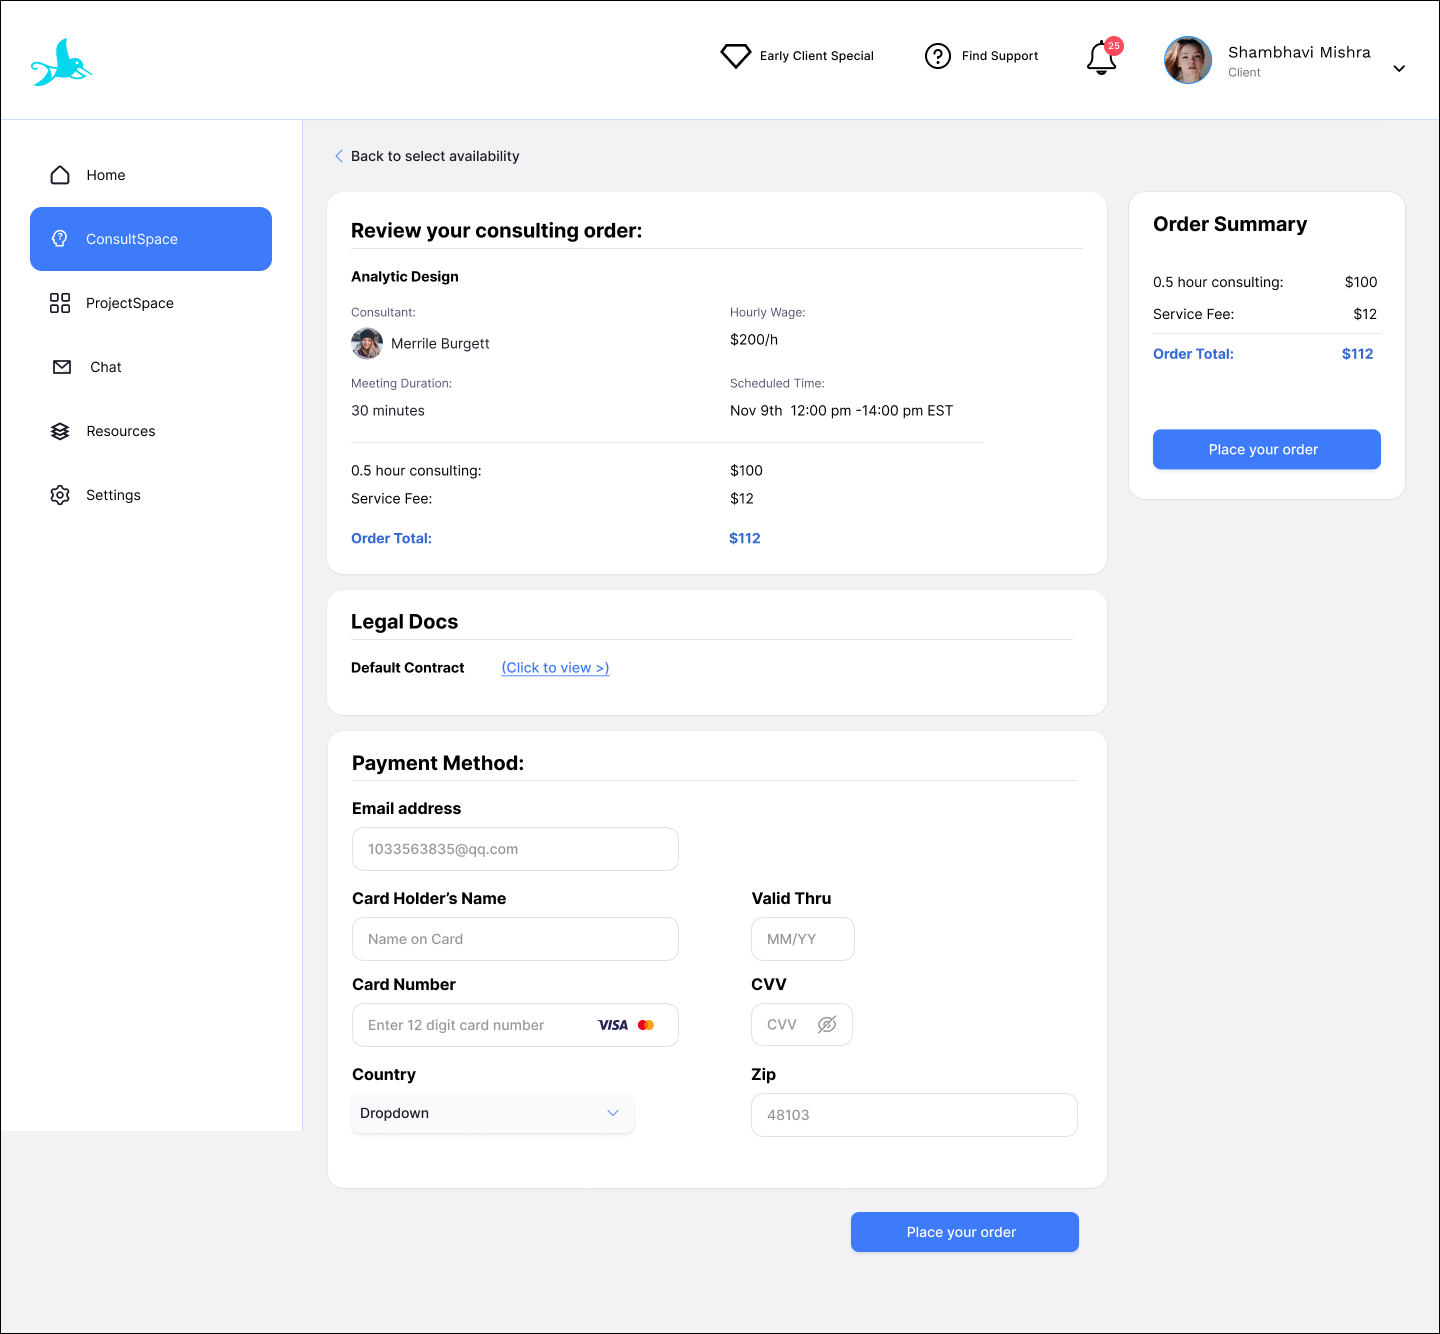 Early Client Special
Find Support
25
Shambhavi Mishra
Client
Home
ConsultSpace
ProjectSpace
Chat
Resources
Settings
Back to select availability
Review your consulting order:
Analytic Design
Consultant:
Hourly Wage:
Merrile Burgett
$200/h
Meeting Duration:
Scheduled Time:
30 minutes
Nov 9th  12:00 pm -14:00 pm EST
0.5 hour consulting:
$100
Service Fee:
$12
Order Total:
$112
Order Summary
0.5 hour consulting:
$100
Service Fee:
$12
Order Total:
$112
Place your order
Legal Docs
Default Contract
(Click to view >)
Payment Method:
Email address
1033563835@qq.com
Card Holder’s Name
Valid Thru
Name on Card
MM/YY
Card Number
CVV
Enter 12 digit card number
VISA
CVV
Country
Zip
Dropdown
48103
Place your order